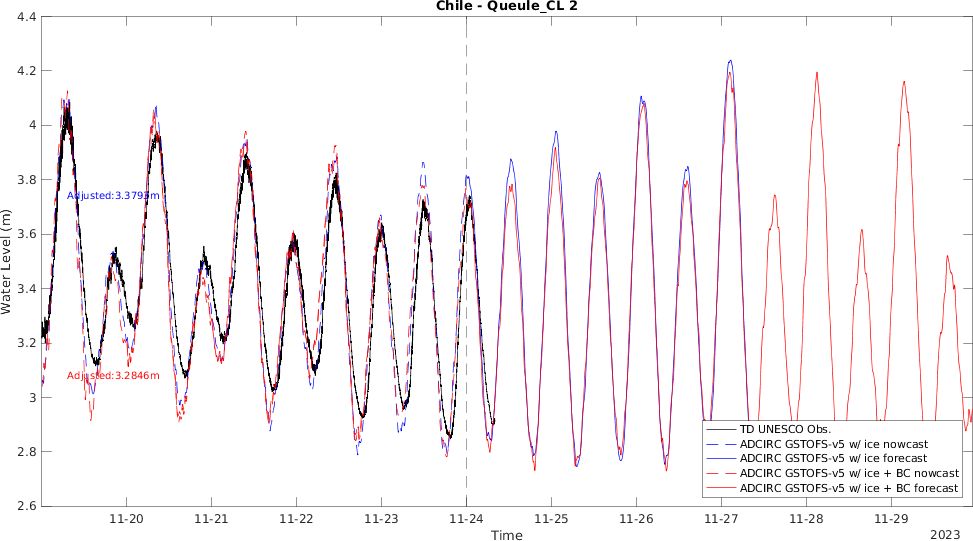 Chile - Queule_CL 2
4.4
4.2
4
3.8
3.6
3.4
3.2
3
2.8
2.6
Water Level (m)
Adjusted:3.3793m
Adjusted:3.2846m
TD UNESCO Obs.
ADCIRC GSTOFS-v5 w/ ice nowcast
ADCIRC GSTOFS-v5 w/ ice forecast
ADCIRC GSTOFS-v5 w/ ice + BC nowcast
ADCIRC GSTOFS-v5 w/ ice + BC forecast
11-20
11-21
11-22
11-23
11-24
11-25
11-26
11-27
11-28
11-29
Time
2023